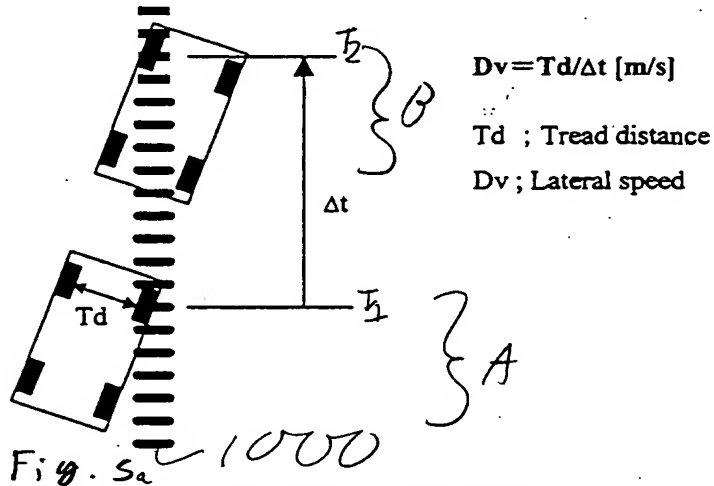 T2
B
Dv=Td/Δt [m/s]
Td ; Tread distance
Dv ; Lateral speed
Δt
Td
T1
A
Fig. 5a
1000